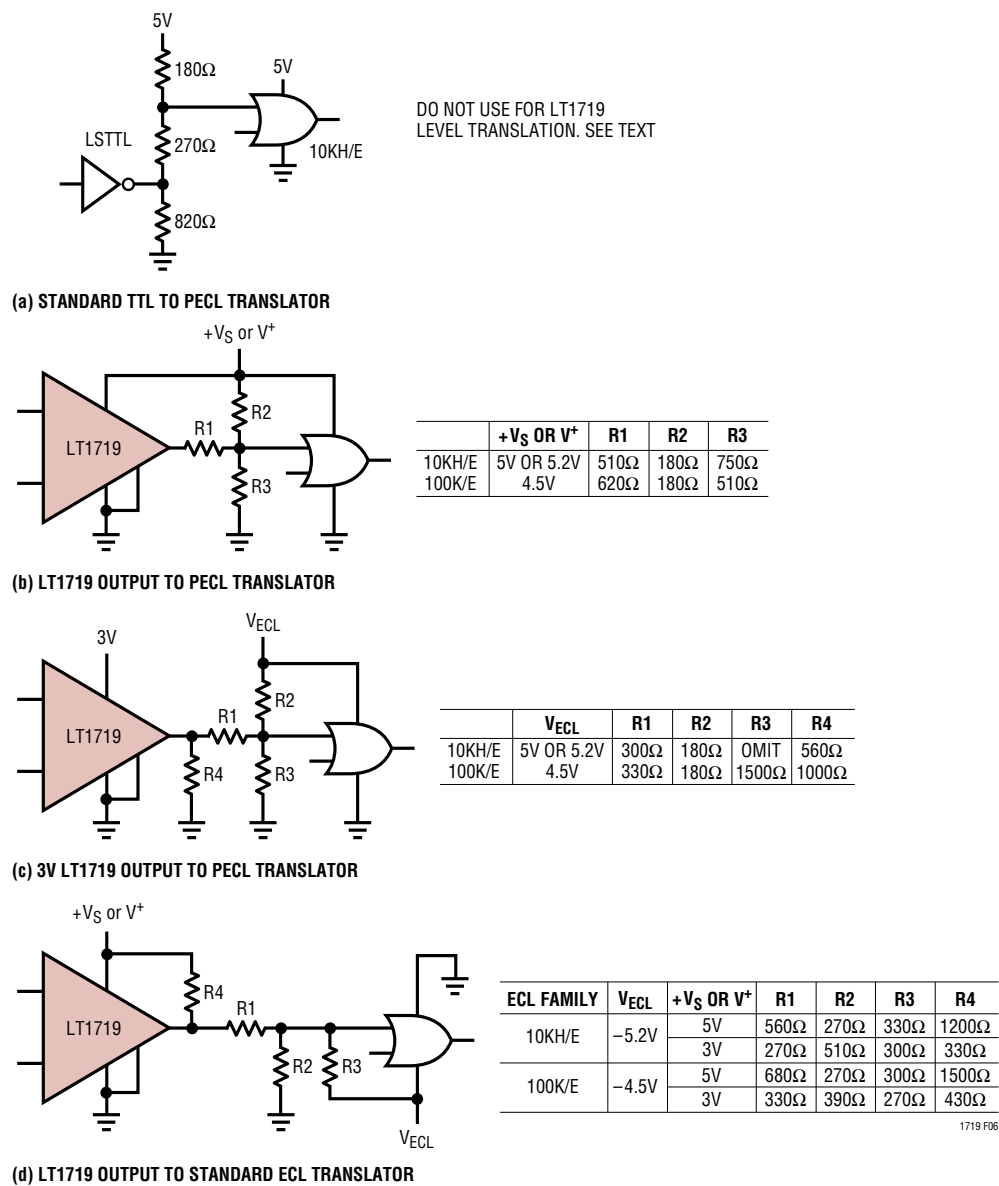 5V
180Ω
5V
DO NOT USE FOR LT1719
LEVEL TRANSLATION. SEE TEXT
LSTTL
270Ω
10KH/E
820Ω
(a) STANDARD TTL TO PECL TRANSLATOR
+VS or V+
R2
R1
LT1719
R3
+VS OR V+ R1 R2 R3
10KH/E 5V OR 5.2V 510Ω 180Ω 750Ω
100K/E 4.5V 620Ω 180Ω 510Ω
(b) LT1719 OUTPUT TO PECL TRANSLATOR
VECL
3V
R2
R1
LT1719
R4
R3
VECL R1 R2 R3 R4
10KH/E 5V OR 5.2V 300Ω 180Ω OMIT 560Ω
100K/E 4.5V 330Ω 180Ω 1500Ω 1000Ω
(c) 3V LT1719 OUTPUT TO PECL TRANSLATOR
+VS or V+
R4
R1
LT1719
R2
R3
VECL
ECL FAMILY VECL +VS OR V+ R1 R2 R3 R4
10KH/E −5.2V 5V 560Ω 270Ω 330Ω 1200Ω
3V 270Ω 510Ω 300Ω 330Ω
100K/E −4.5V 5V 680Ω 270Ω 300Ω 1500Ω
3V 330Ω 390Ω 270Ω 430Ω
1719 F06
(d) LT1719 OUTPUT TO STANDARD ECL TRANSLATOR